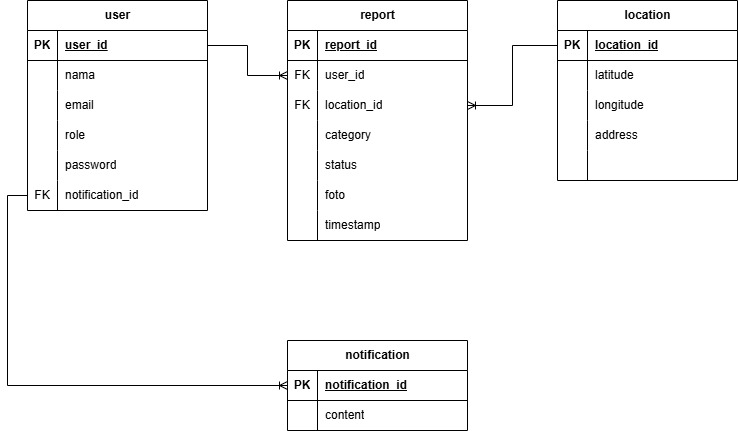 user
PK user_id
nama
email
role
password
FK notification_id
report
PK report_id
FK user_id
FK location_id
category
status
foto
timestamp
location
PK location_id
latitude
longitude
address
notification
PK notification_id
content